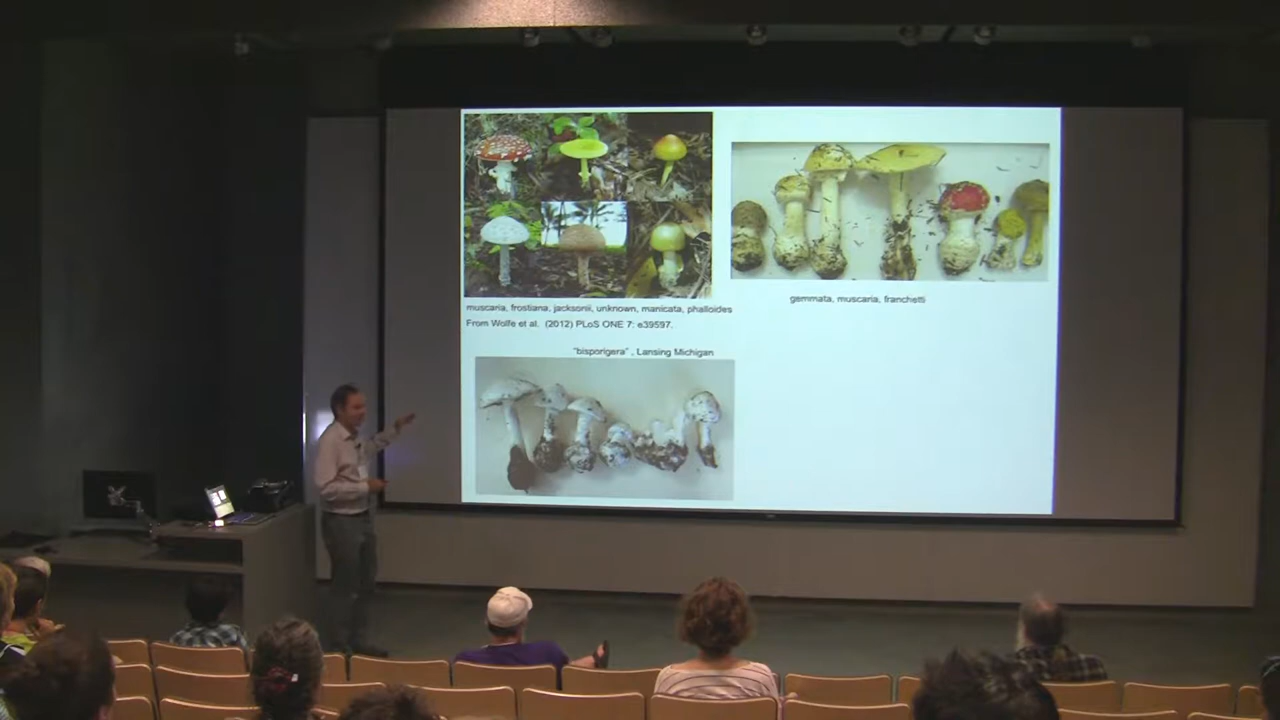 muscaria, frostiana, jacksonii, unknown, manicata, phalloides
From Wolfe et al. (2012) PLoS ONE 7: e39597.
gemmata, muscaria, franchetii
"bisporigera" , Lansing Michigan